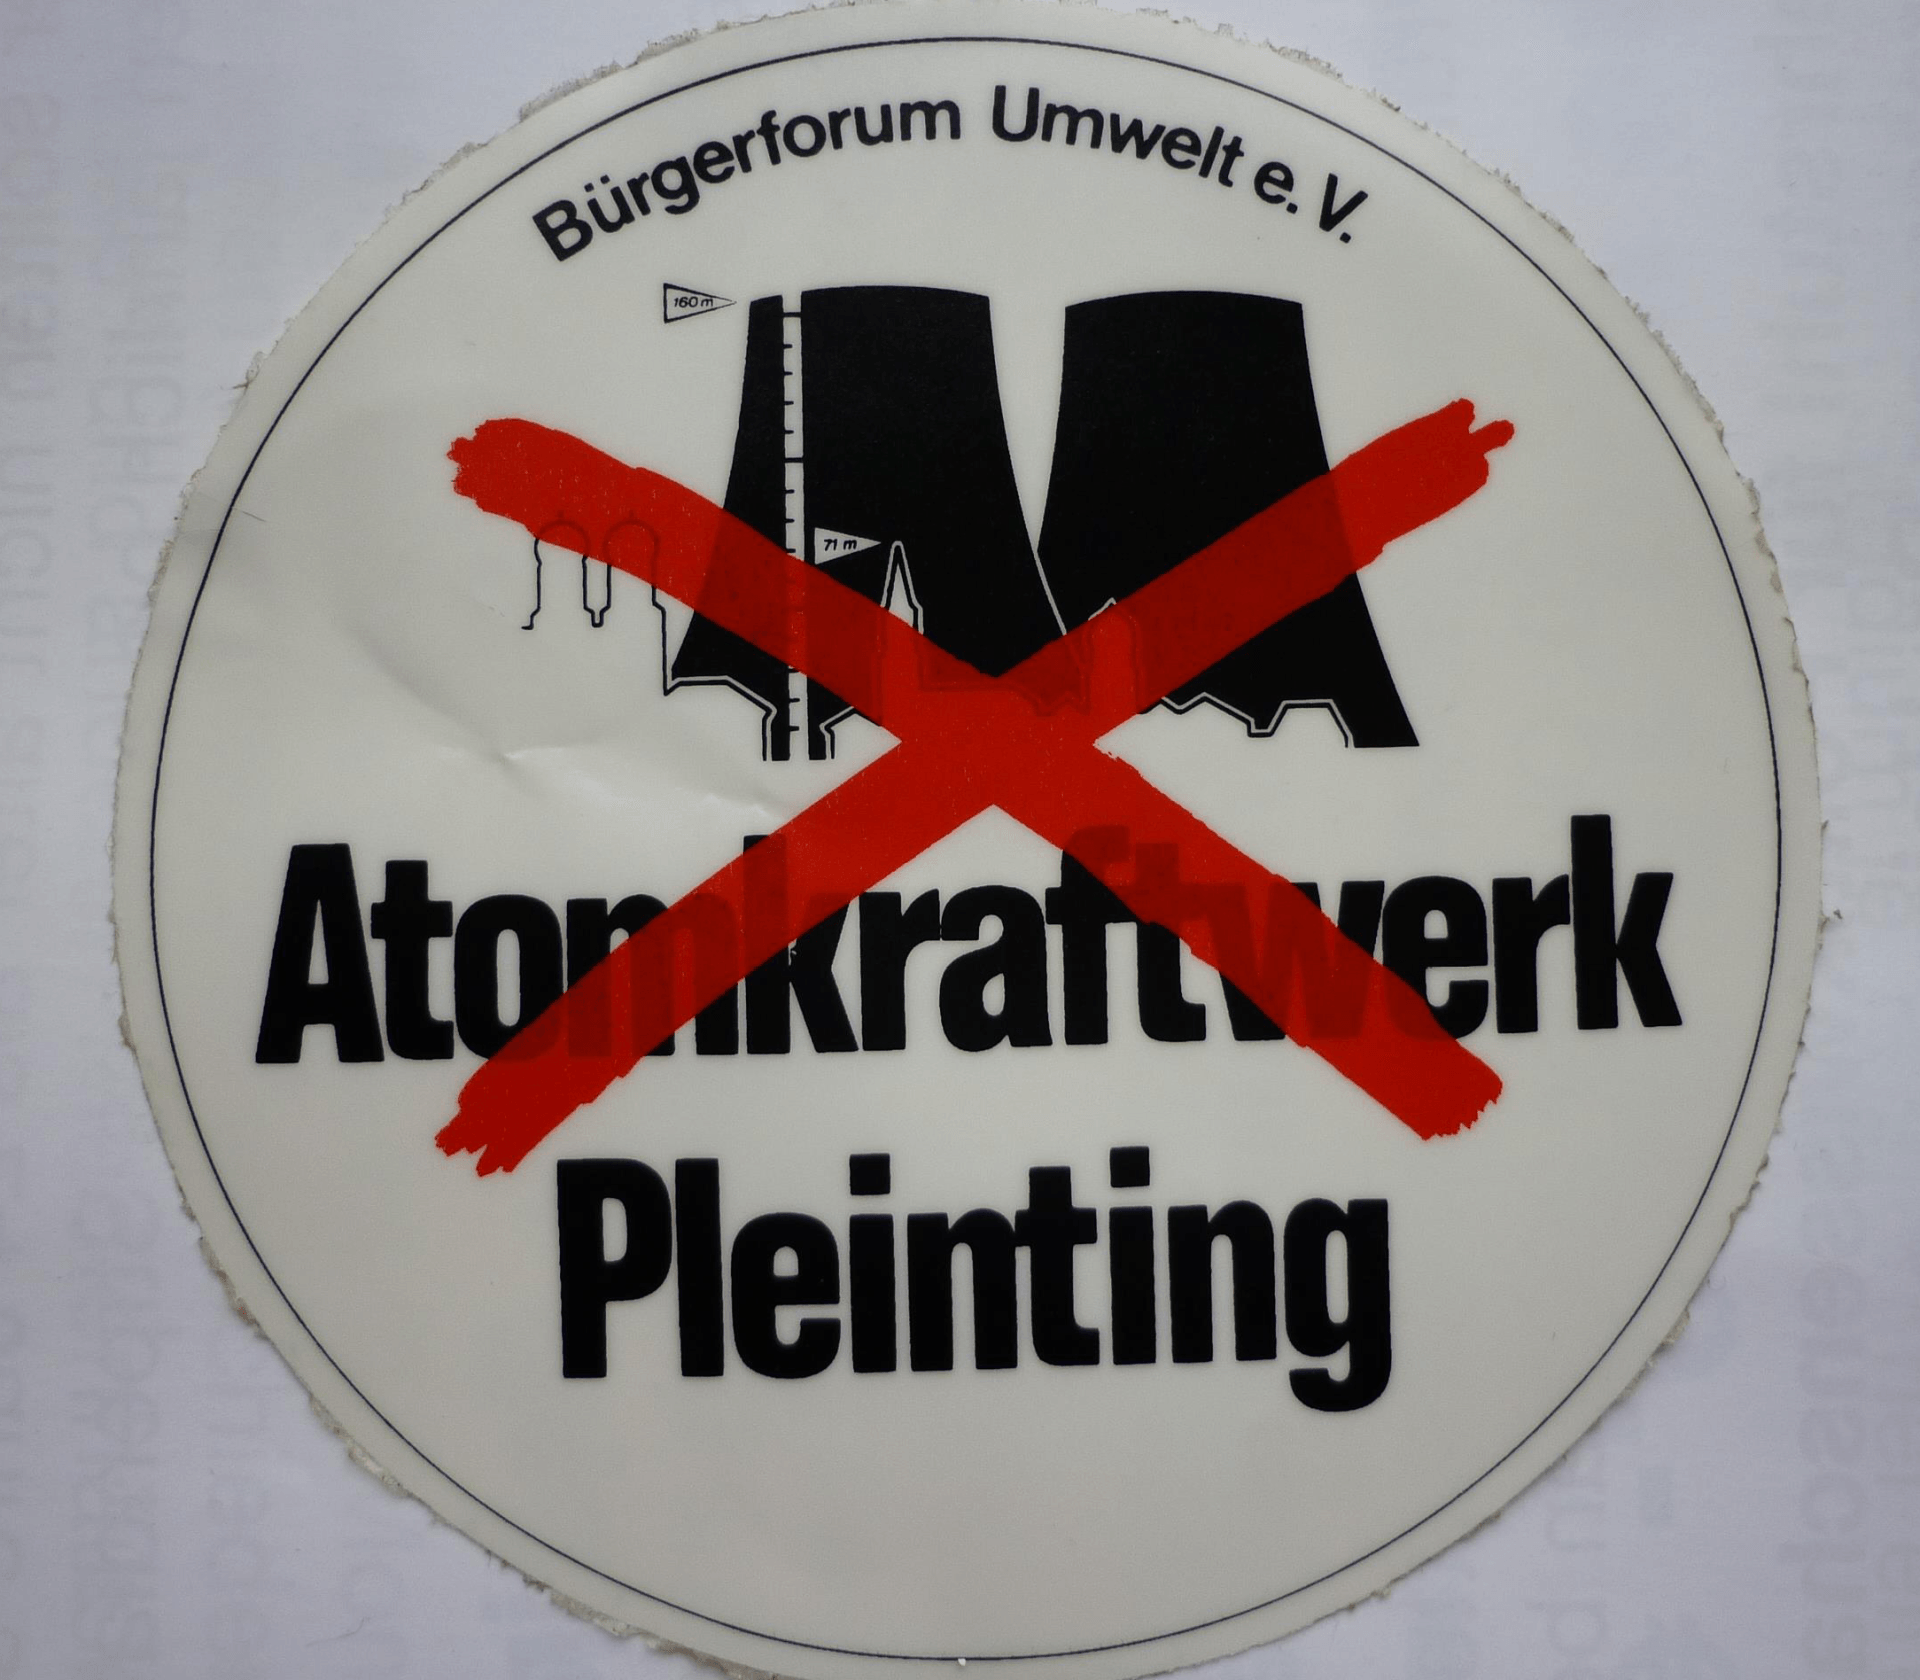 Bürgerforum Umwelt e.V.
160 m
71 m
Atomkraftwerk
Pleinting